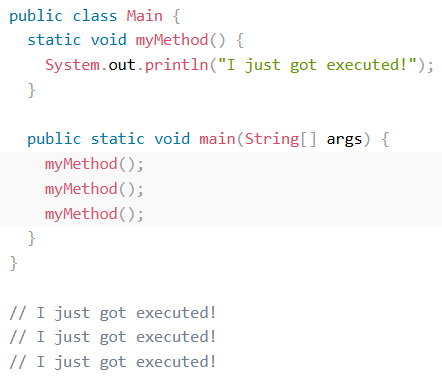 public class Main {
static void myMethod() {
System.out.println("I just got executed!");
}
public static void main(String[] args) {
myMethod();
myMethod();
myMethod();
}
}
// I just got executed!
// I just got executed!
// I just got executed!